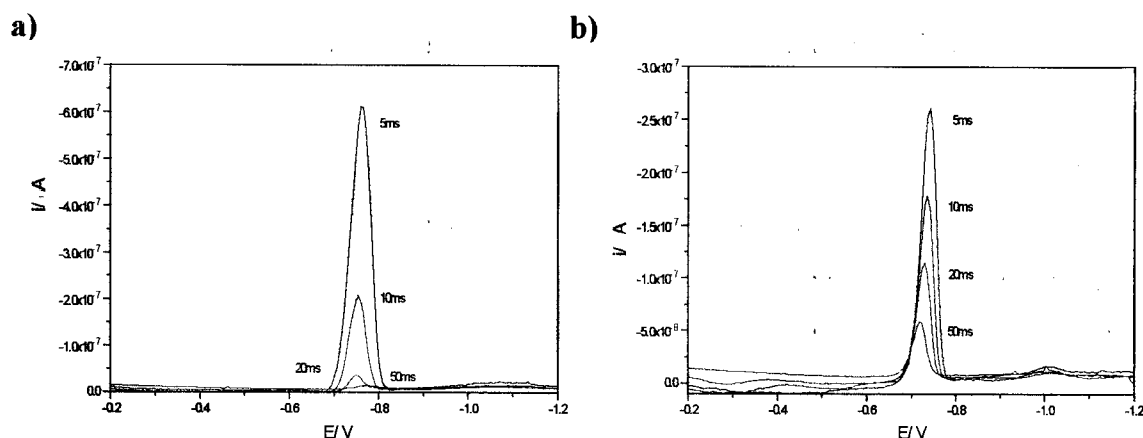 a)
-7.0x10⁻⁷
-6.0x10⁻⁷
-5.0x10⁻⁷
-4.0x10⁻⁷
-3.0x10⁻⁷
-2.0x10⁻⁷
-1.0x10⁻⁷
0.0
i/ A
5ms
10ms
20ms
50ms
-0.2
-0.4
-0.6
-0.8
-1.0
-1.2
E/ V
b)
-3.0x10⁻⁷
-2.5x10⁻⁷
-2.0x10⁻⁷
-1.5x10⁻⁷
-1.0x10⁻⁷
-5.0x10⁻⁸
0.0
i/ A
5ms
10ms
20ms
50ms
-0.2
-0.4
-0.6
-0.8
-1.0
-1.2
E/ V